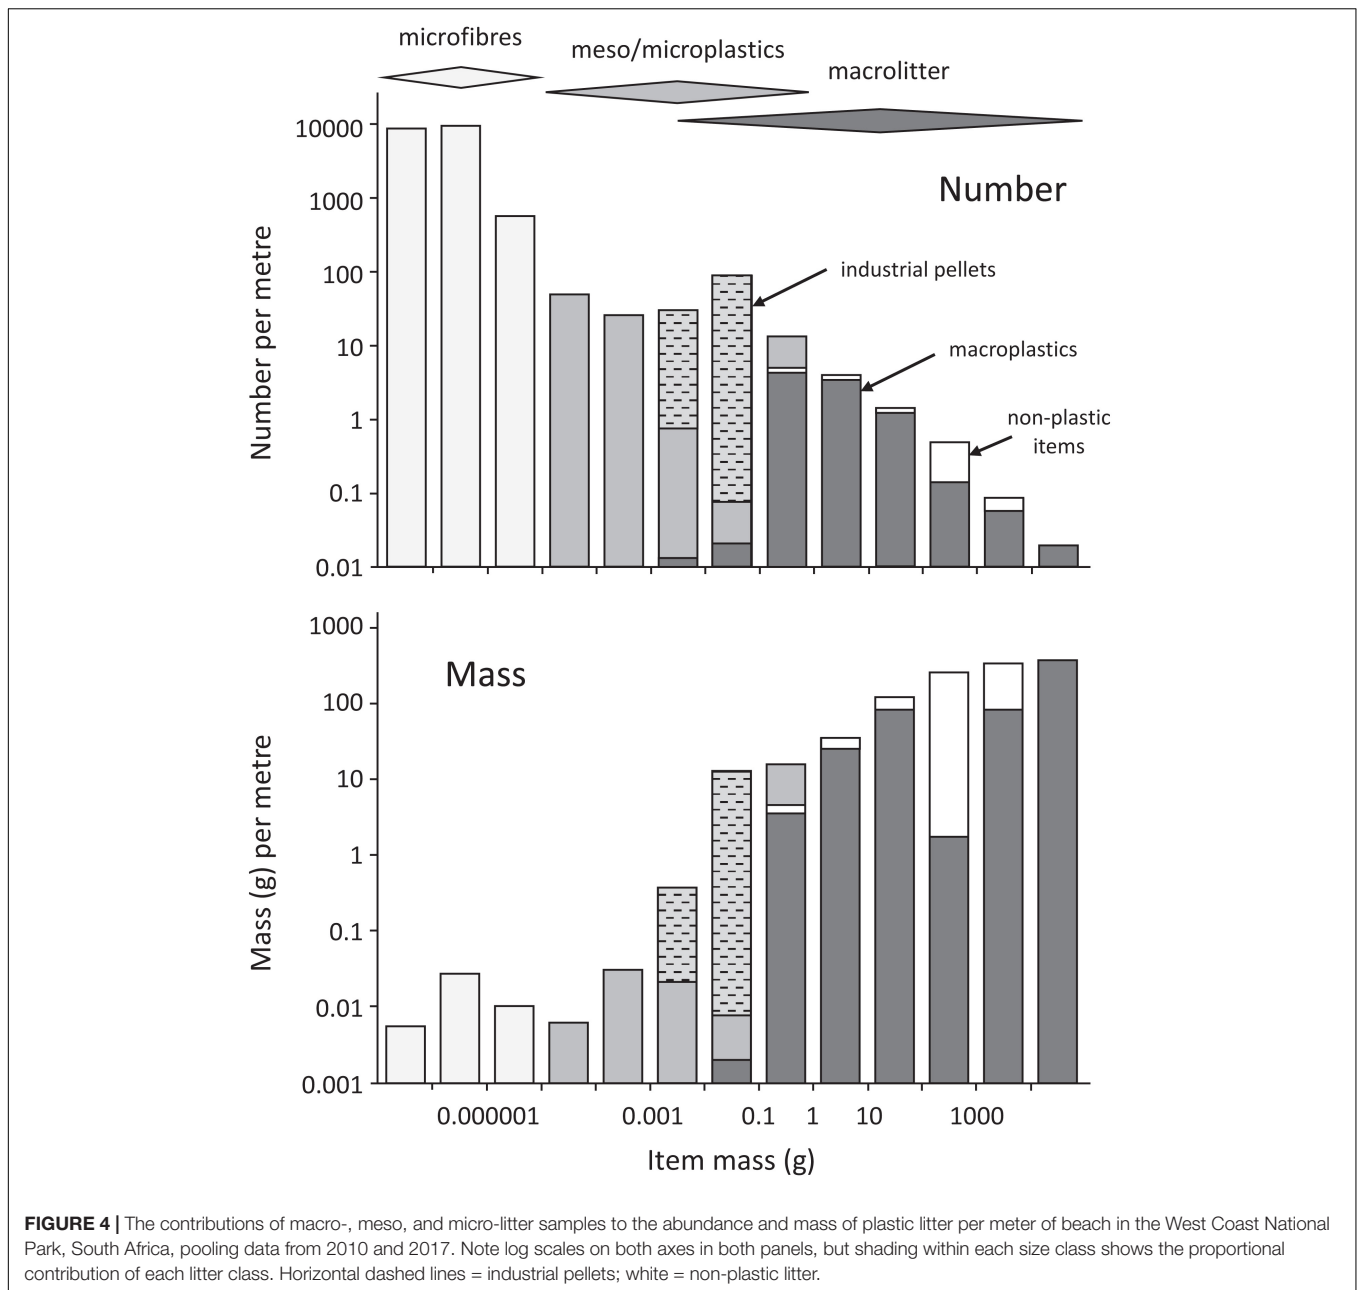 microfibres
meso/microplastics
macrolitter
10000
1000
100
10
1
0.1
0.01
Number per metre
Number
industrial pellets
macroplastics
non-plastic
items
1000
100
10
1
0.1
0.01
0.001
Mass (g) per metre
Mass
0.000001 0.001 0.1 1 10 1000
Item mass (g)
FIGURE 4 | The contributions of macro-, meso, and micro-litter samples to the abundance and mass of plastic litter per meter of beach in the West Coast National
Park, South Africa, pooling data from 2010 and 2017. Note log scales on both axes in both panels, but shading within each size class shows the proportional
contribution of each litter class. Horizontal dashed lines = industrial pellets; white = non-plastic litter.